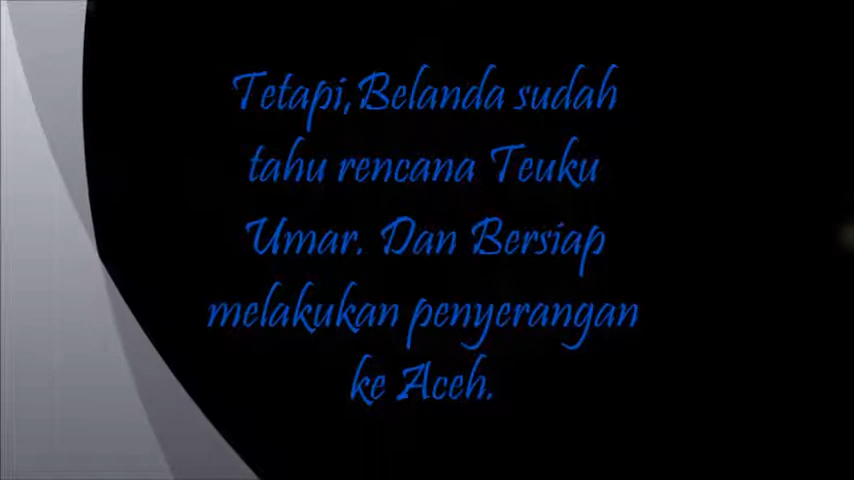 Tetapi,Belanda sudah
tahu rencana Teuku
Umar. Dan Bersiap
melakukan penyerangan
ke Aceh.